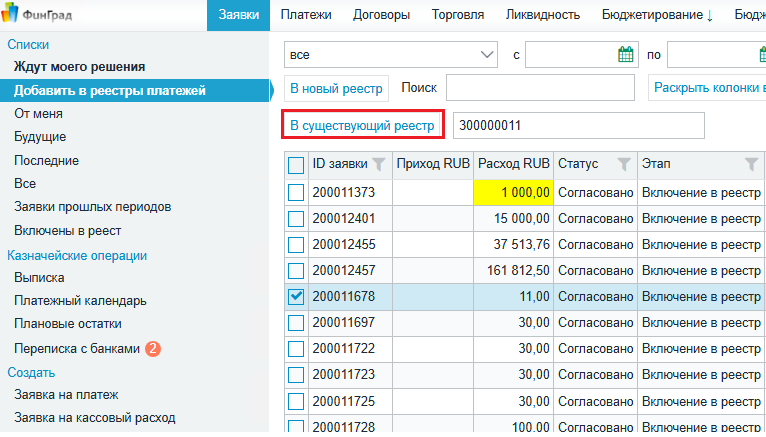 ФинГрад
Заявки Платежи Договоры Торговля Ликвидность Бюджетирование ↓ Бюдж
Списки
Ждут моего решения
Добавить в реестры платежей
От меня
Будущие
Последние
Все
Заявки прошлых периодов
Включены в реест
Казначейские операции
Выписка
Платежный календарь
Плановые остатки
Переписка с банками 2
Создать
Заявка на платеж
Заявка на кассовый расход
все с по
В новый реестр Поиск Раскрыть колонки в
В существующий реестр 300000011
ID заявки Приход RUB Расход RUB Статус Этап
200011373 1 000,00 Согласовано Включение в реестр
200012401 15 000,00 Согласовано Включение в реестр
200012455 37 513,76 Согласовано Включение в реестр
200012457 161 812,50 Согласовано Включение в реестр
200011678 11,00 Согласовано Включение в реестр
200011697 30,00 Согласовано Включение в реестр
200011722 30,00 Согласовано Включение в реестр
200011723 30,00 Согласовано Включение в реестр
200011725 30,00 Согласовано Включение в реестр
200011728 100,00 Согласовано Включение в реестр